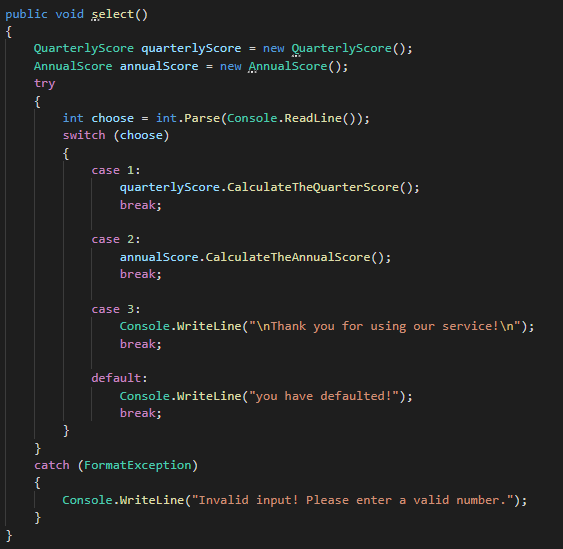 public void select()
{
QuarterlyScore quarterlyScore = new QuarterlyScore();
AnnualScore annualScore = new AnnualScore();
try
{
int choose = int.Parse(Console.ReadLine());
switch (choose)
{
case 1:
quarterlyScore.CalculateTheQuarterScore();
break;
case 2:
annualScore.CalculateTheAnnualScore();
break;
case 3:
Console.WriteLine("\nThank you for using our service!\n");
break;
default:
Console.WriteLine("you have defaulted!");
break;
}
}
catch (FormatException)
{
Console.WriteLine("Invalid input! Please enter a valid number.");
}
}